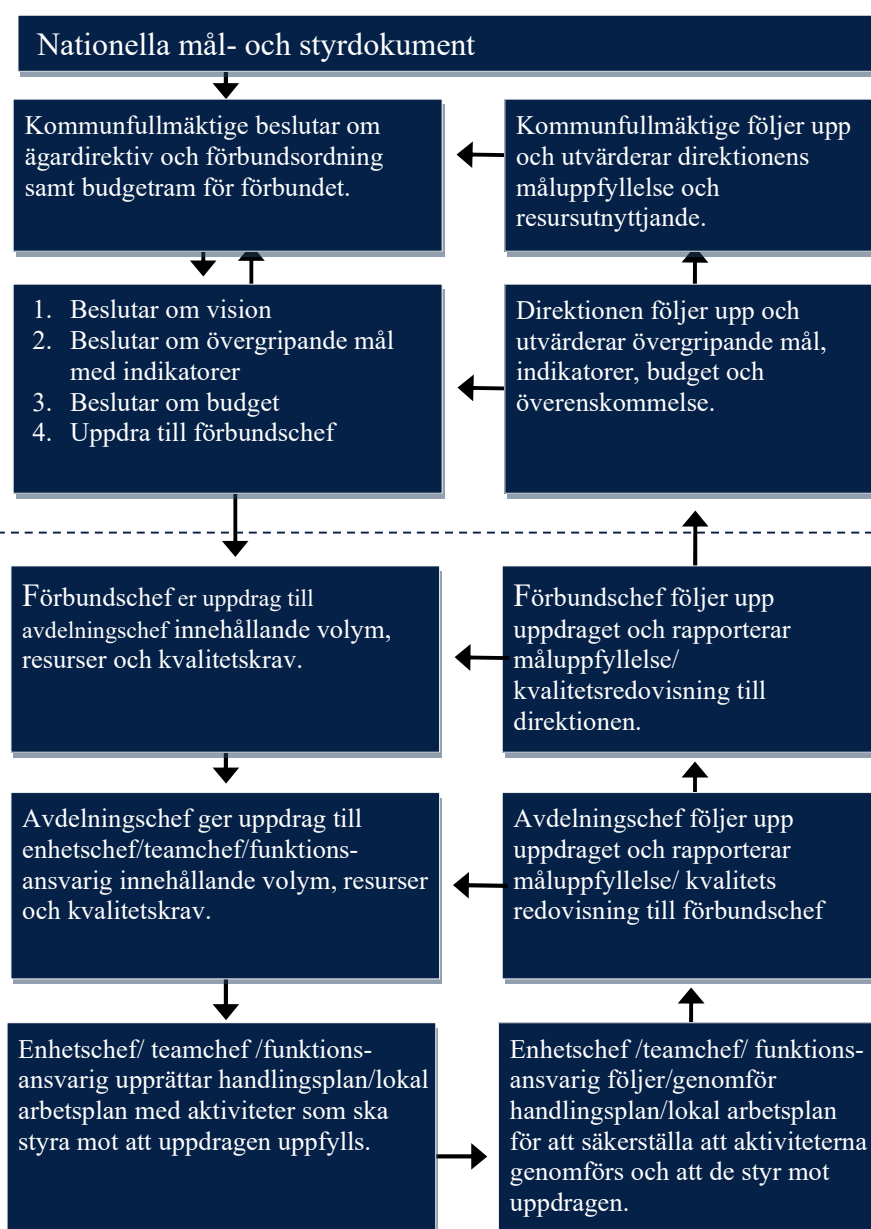 Nationella mål- och styrdokument
Kommunfullmäktige beslutar om
ägardirektiv och förbundsordning
samt budgetram för förbundet.
Kommunfullmäktige följer upp
och utvärderar direktionens
måluppfyllelse och
resursutnyttjande.
1. Beslutar om vision
2. Beslutar om övergripande mål
med indikatorer
3. Beslutar om budget
4. Uppdra till förbundschef
Direktionen följer upp och
utvärderar övergripande mål,
indikatorer, budget och
överenskommelse.
Förbundschef er uppdrag till
avdelningschef innehållande volym,
resurser och kvalitetskrav.
Förbundschef följer upp
uppdraget och rapporterar
måluppfyllelse/
kvalitetsredovisning till
direktionen.
Avdelningschef ger uppdrag till
enhetschef/teamchef/funktions-
ansvarig innehållande volym, resurser
och kvalitetskrav.
Avdelningschef följer upp
uppdraget och rapporterar
måluppfyllelse/ kvalitets
redovisning till förbundschef
Enhetschef/ teamchef /funktions-
ansvarig upprättar handlingsplan/lokal
arbetsplan med aktiviteter som ska
styra mot att uppdragen uppfylls.
Enhetschef /teamchef/ funktions-
ansvarig följer/genomför
handlingsplan/lokal arbetsplan
för att säkerställa att aktiviteterna
genomförs och att de styr mot
uppdragen.